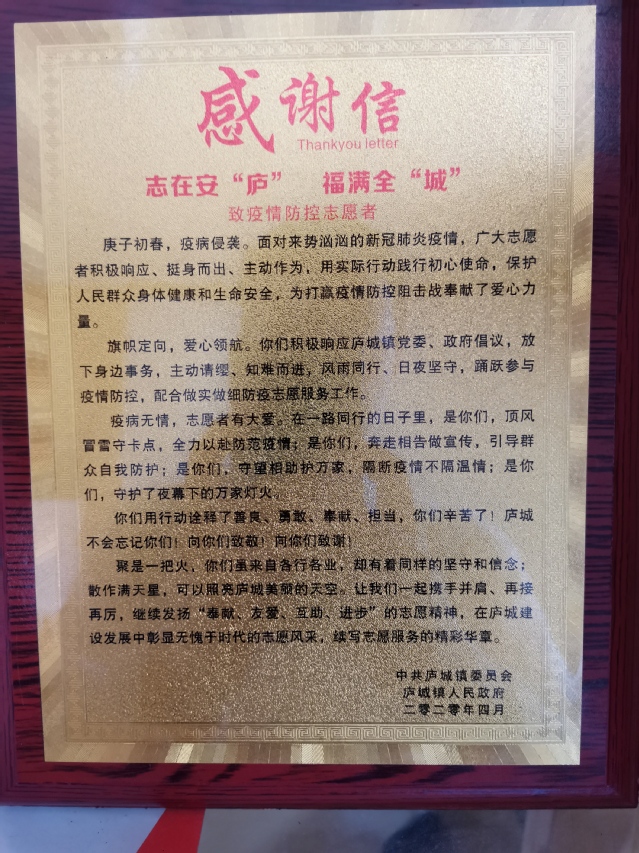 感谢信
Thankyou letter
志在安“庐”　福满全“城”
致疫情防控志愿者
庚子初春，疫病侵袭。面对来势汹汹的新冠肺炎疫情，广大志愿
者积极响应、挺身而出、主动作为，用实际行动践行初心使命，保护
人民群众身体健康和生命安全，为打赢疫情防控阻击战奉献了爱心力
量。
旗帜定向，爱心领航。你们积极响应庐城镇党委、政府倡议，放
下身边事务，主动请缨、知难而进，风雨同行、日夜坚守，踊跃参与
疫情防控，配合做实做细防疫志愿服务工作。
疫病无情，志愿者有大爱。在一路同行的日子里，是你们，顶风
冒雪守卡点，全力以赴防范疫情；是你们，奔走相告做宣传，引导群
众自我防护；是你们，守望相助护万家，隔断疫情不隔温情；是你
们，守护了夜幕下的万家灯火。
你们用行动诠释了善良、勇敢、奉献、担当，你们辛苦了！庐城
不会忘记你们！向你们致敬！向你们致谢！
聚是一把火，你们虽来自各行各业，却有着同样的坚守和信念；
散作满天星，可以照亮庐城美丽的天空。让我们一起携手并肩、再接
再厉，继续发扬“奉献、友爱、互助、进步”的志愿精神，在庐城建
设发展中彰显无愧于时代的志愿风采，续写志愿服务的精彩华章。
中共庐城镇委员会
庐城镇人民政府
二零二零年四月